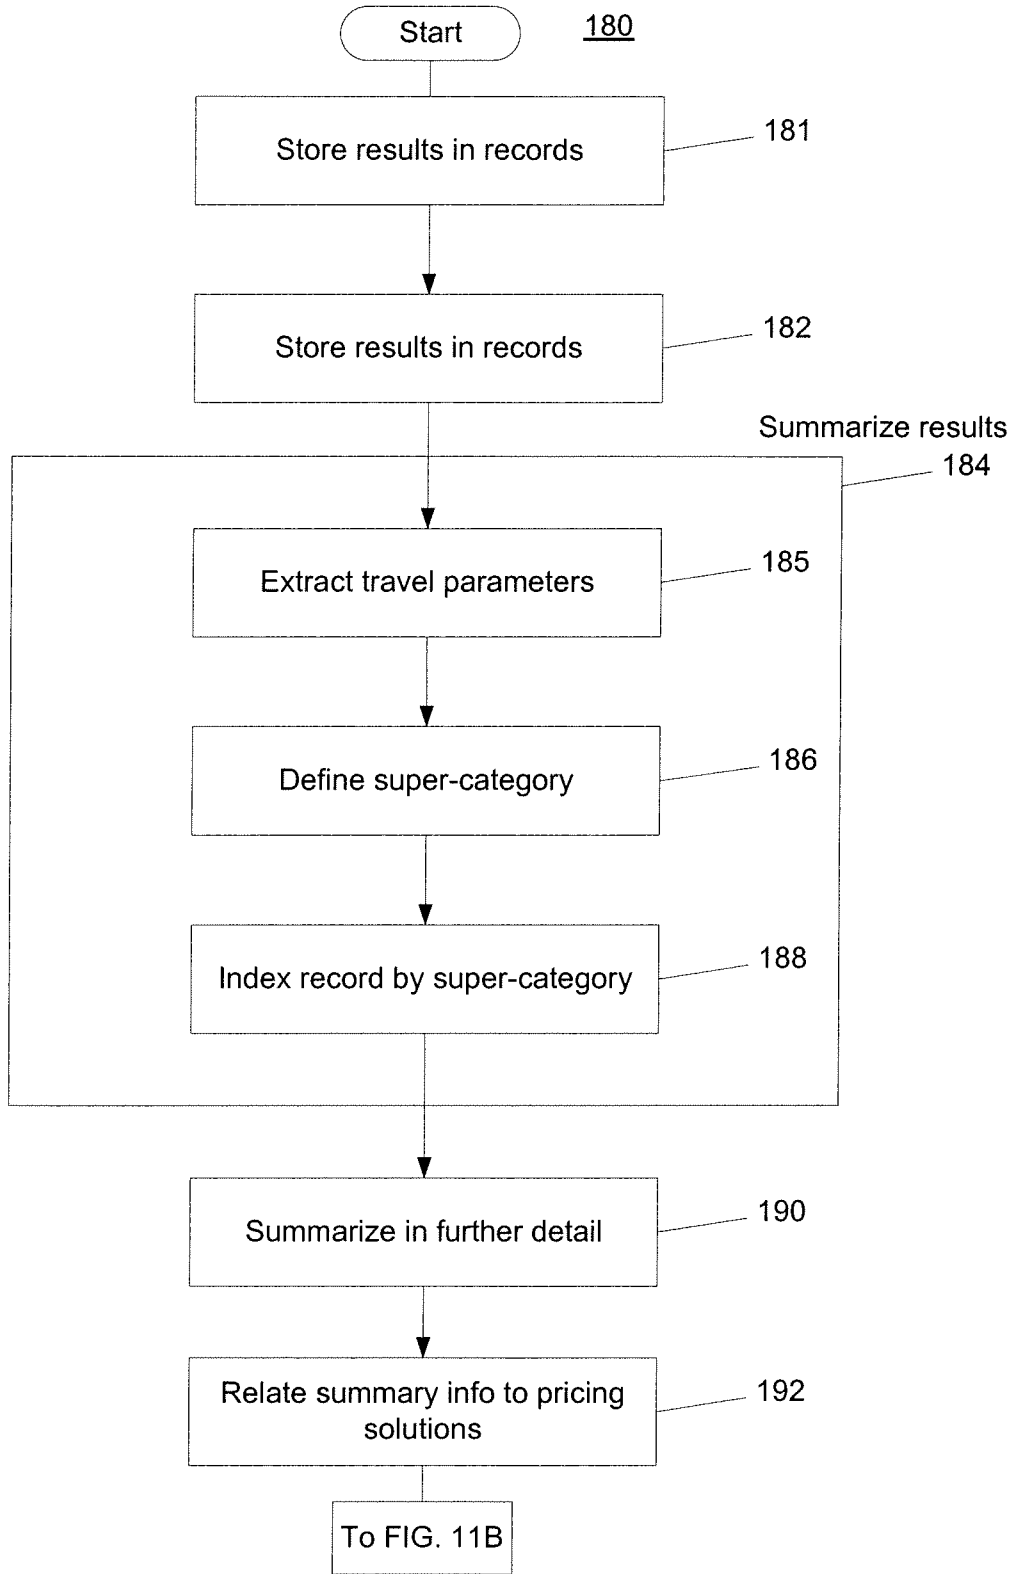 Start
180
Store results in records
181
Store results in records
182
Summarize results
184
Extract travel parameters
185
Define super-category
186
Index record by super-category
188
Summarize in further detail
190
Relate summary info to pricing
solutions
192
To FIG. 11B